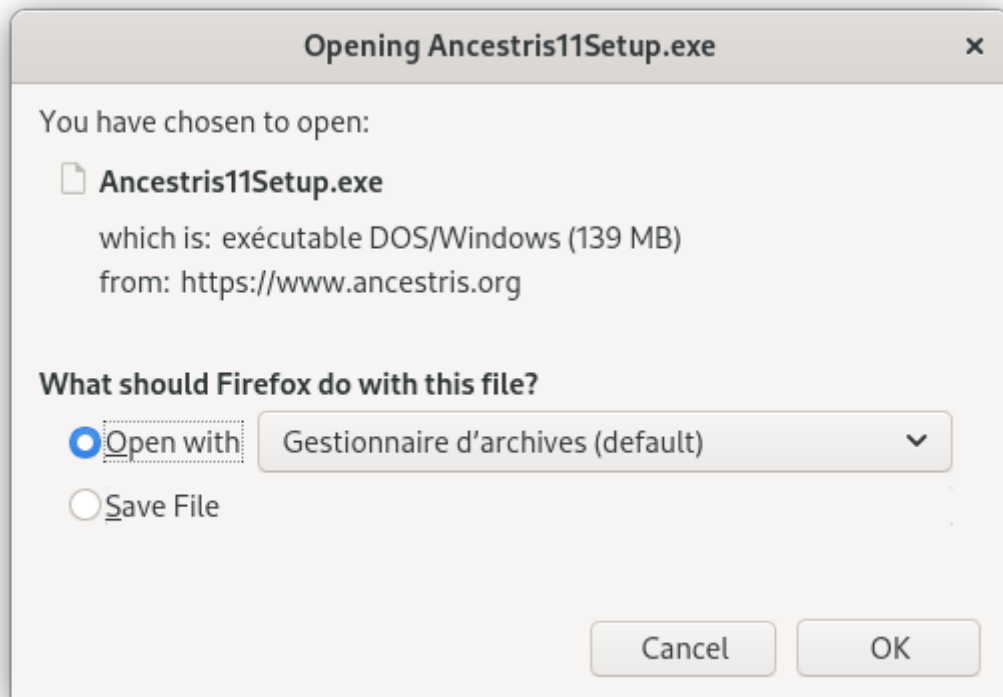 Opening Ancestris11Setup.exe ×
You have chosen to open:
Ancestris11Setup.exe
which is: exécutable DOS/Windows (139 MB)
from: https://www.ancestris.org
What should Firefox do with this file?
Open with Gestionnaire d'archives (default)
Save File
Cancel OK